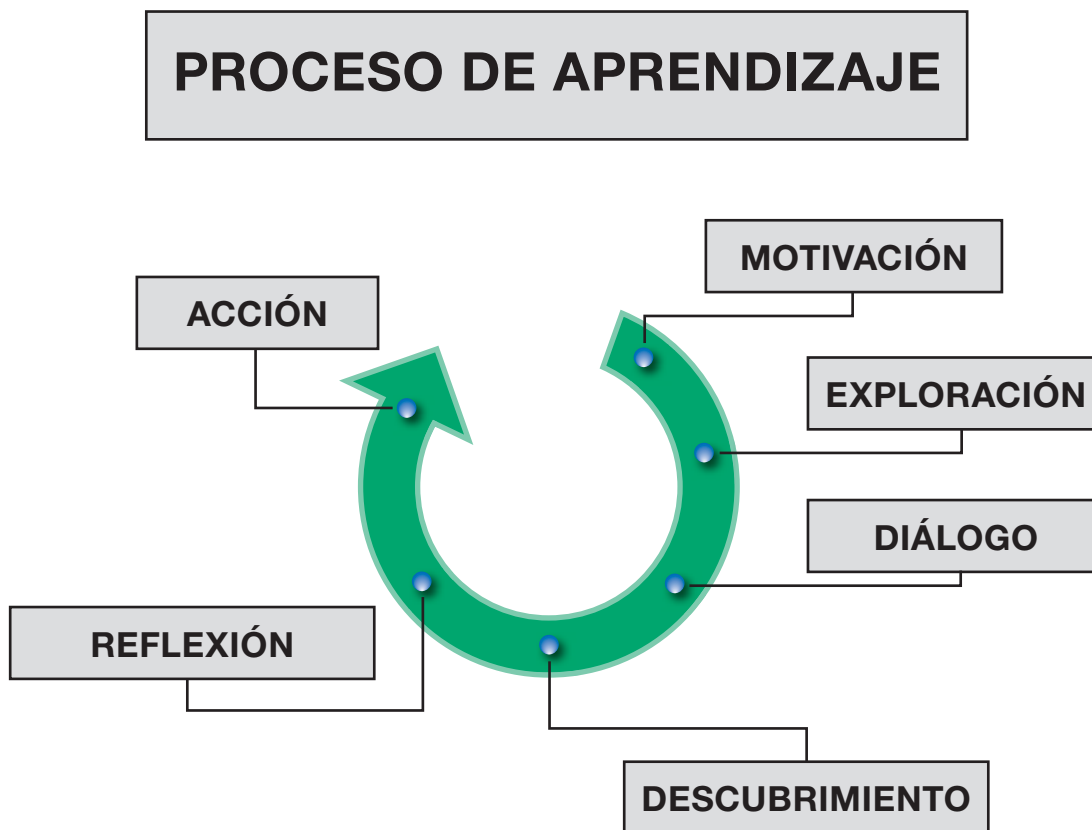 PROCESO DE APRENDIZAJE
MOTIVACIÓN
EXPLORACIÓN
DIÁLOGO
DESCUBRIMIENTO
REFLEXIÓN
ACCIÓN